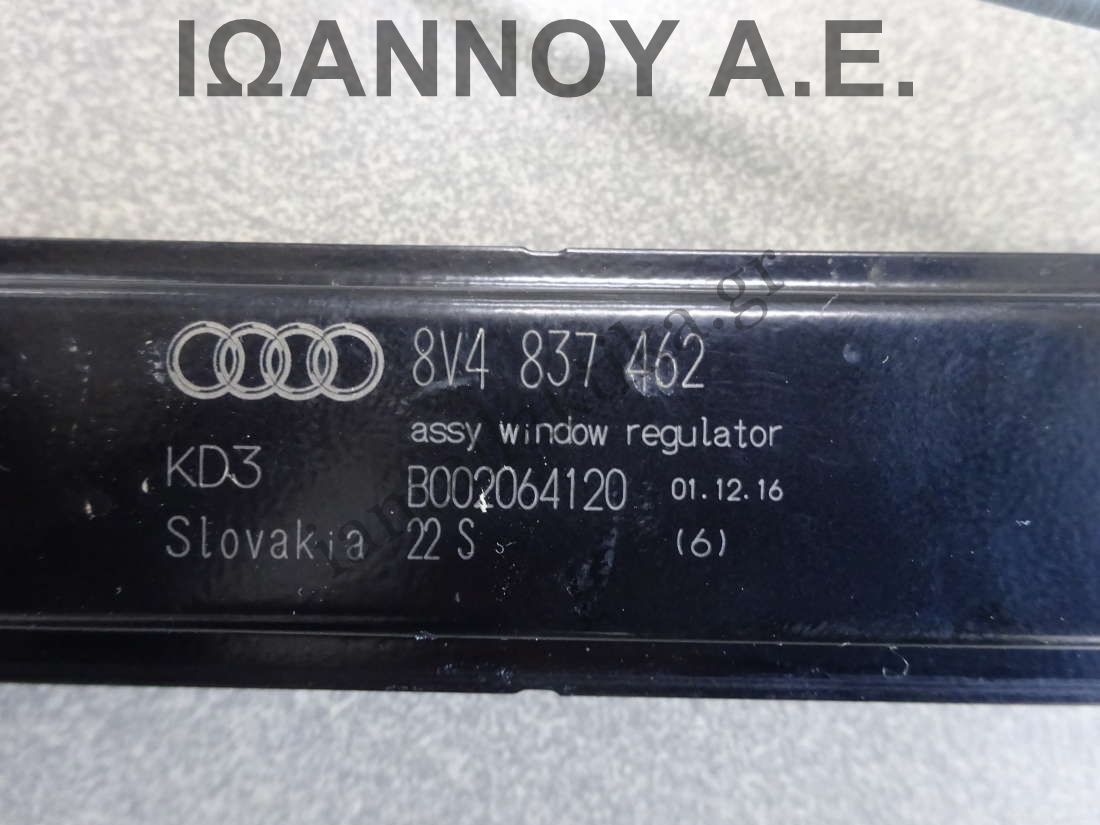 ΙΩΑΝΝΟΥ Α.Ε.
8V4 837 462
assy window regulator
KD3
B002064120 01.12.16
Slovakia 22 S (6)